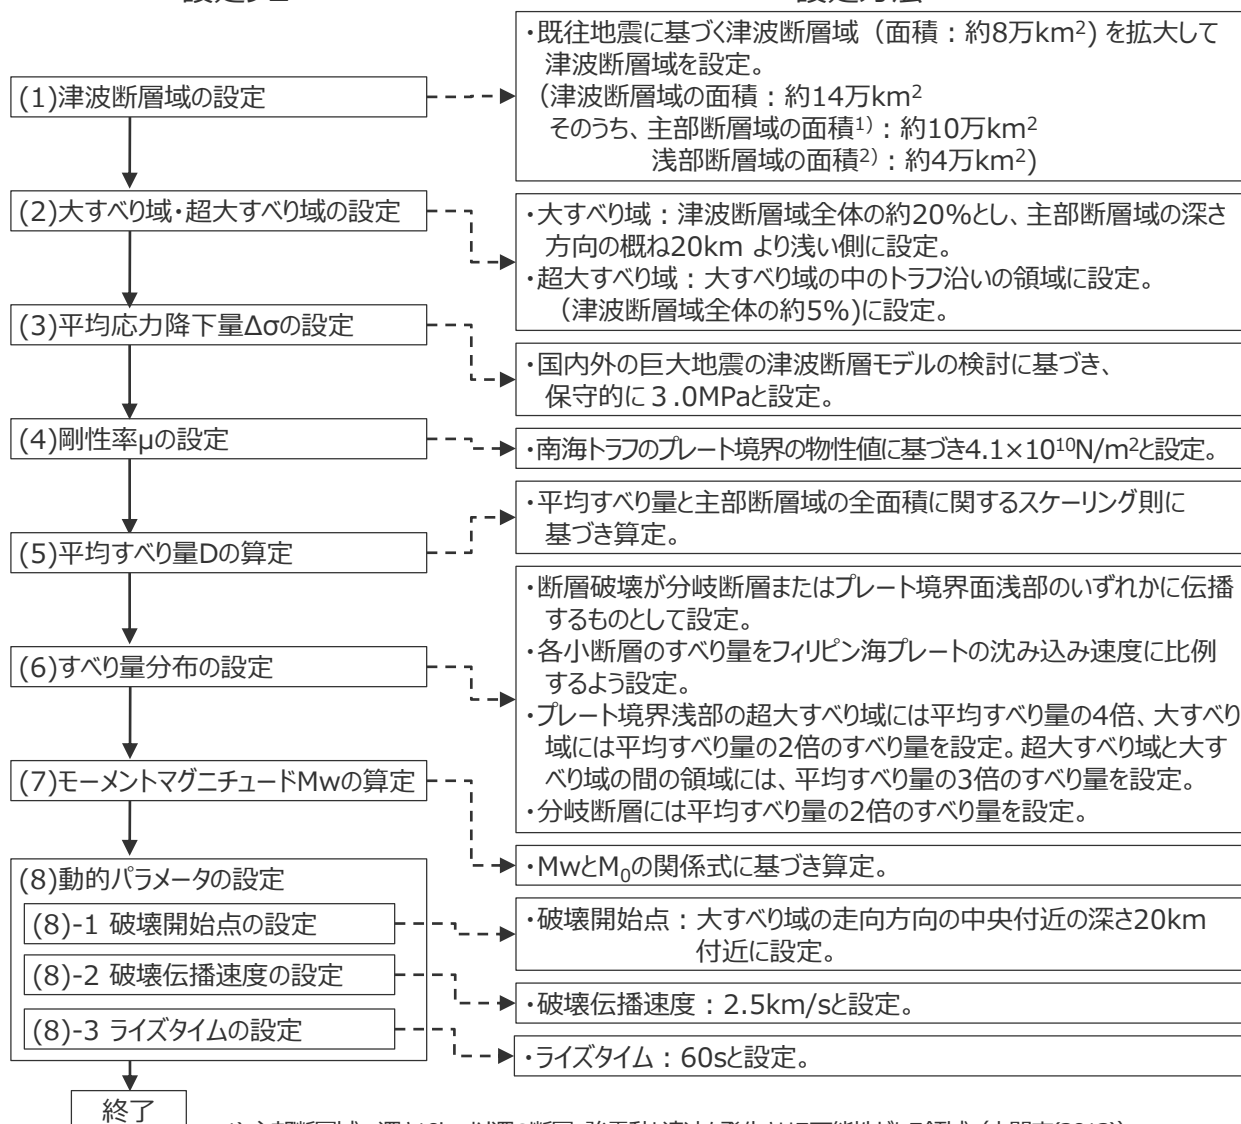 (1)津波断層域の設定
・既往地震に基づく津波断層域（面積：約8万km2) を拡大して
津波断層域を設定。
（津波断層域の面積：約14万km2
そのうち、主部断層域の面積1)：約10万km2
浅部断層域の面積2)：約4万km2)
(2)大すべり域・超大すべり域の設定
・大すべり域：津波断層域全体の約20%とし、主部断層域の深さ
方向の概ね20km より浅い側に設定。
・超大すべり域：大すべり域の中のトラフ沿いの領域に設定。
（津波断層域全体の約5%)に設定。
(3)平均応力降下量Δσの設定
・国内外の巨大地震の津波断層モデルの検討に基づき、
保守的に３.0MPaと設定。
(4)剛性率μの設定
・南海トラフのプレート境界の物性値に基づき4.1×1010N/m2と設定。
(5)平均すべり量Dの算定
・平均すべり量と主部断層域の全面積に関するスケーリング則に
基づき算定。
(6)すべり量分布の設定
・断層破壊が分岐断層またはプレート境界面浅部のいずれかに伝播
するものとして設定。
・各小断層のすべり量をフィリピン海プレートの沈み込み速度に比例
するよう設定。
・プレート境界浅部の超大すべり域には平均すべり量の4倍、大すべり
域には平均すべり量の2倍のすべり量を設定。超大すべり域と大す
べり域の間の領域には、平均すべり量の3倍のすべり量を設定。
・分岐断層には平均すべり量の2倍のすべり量を設定。
(7)モーメントマグニチュードMwの算定
・MwとM0の関係式に基づき算定。
(8)動的パラメータの設定
(8)-1 破壊開始点の設定
・破壊開始点：大すべり域の走向方向の中央付近の深さ20km
付近に設定。
(8)-2 破壊伝播速度の設定
・破壊伝播速度：2.5km/sと設定。
(8)-3 ライズタイムの設定
・ライズタイム：60sと設定。
終了